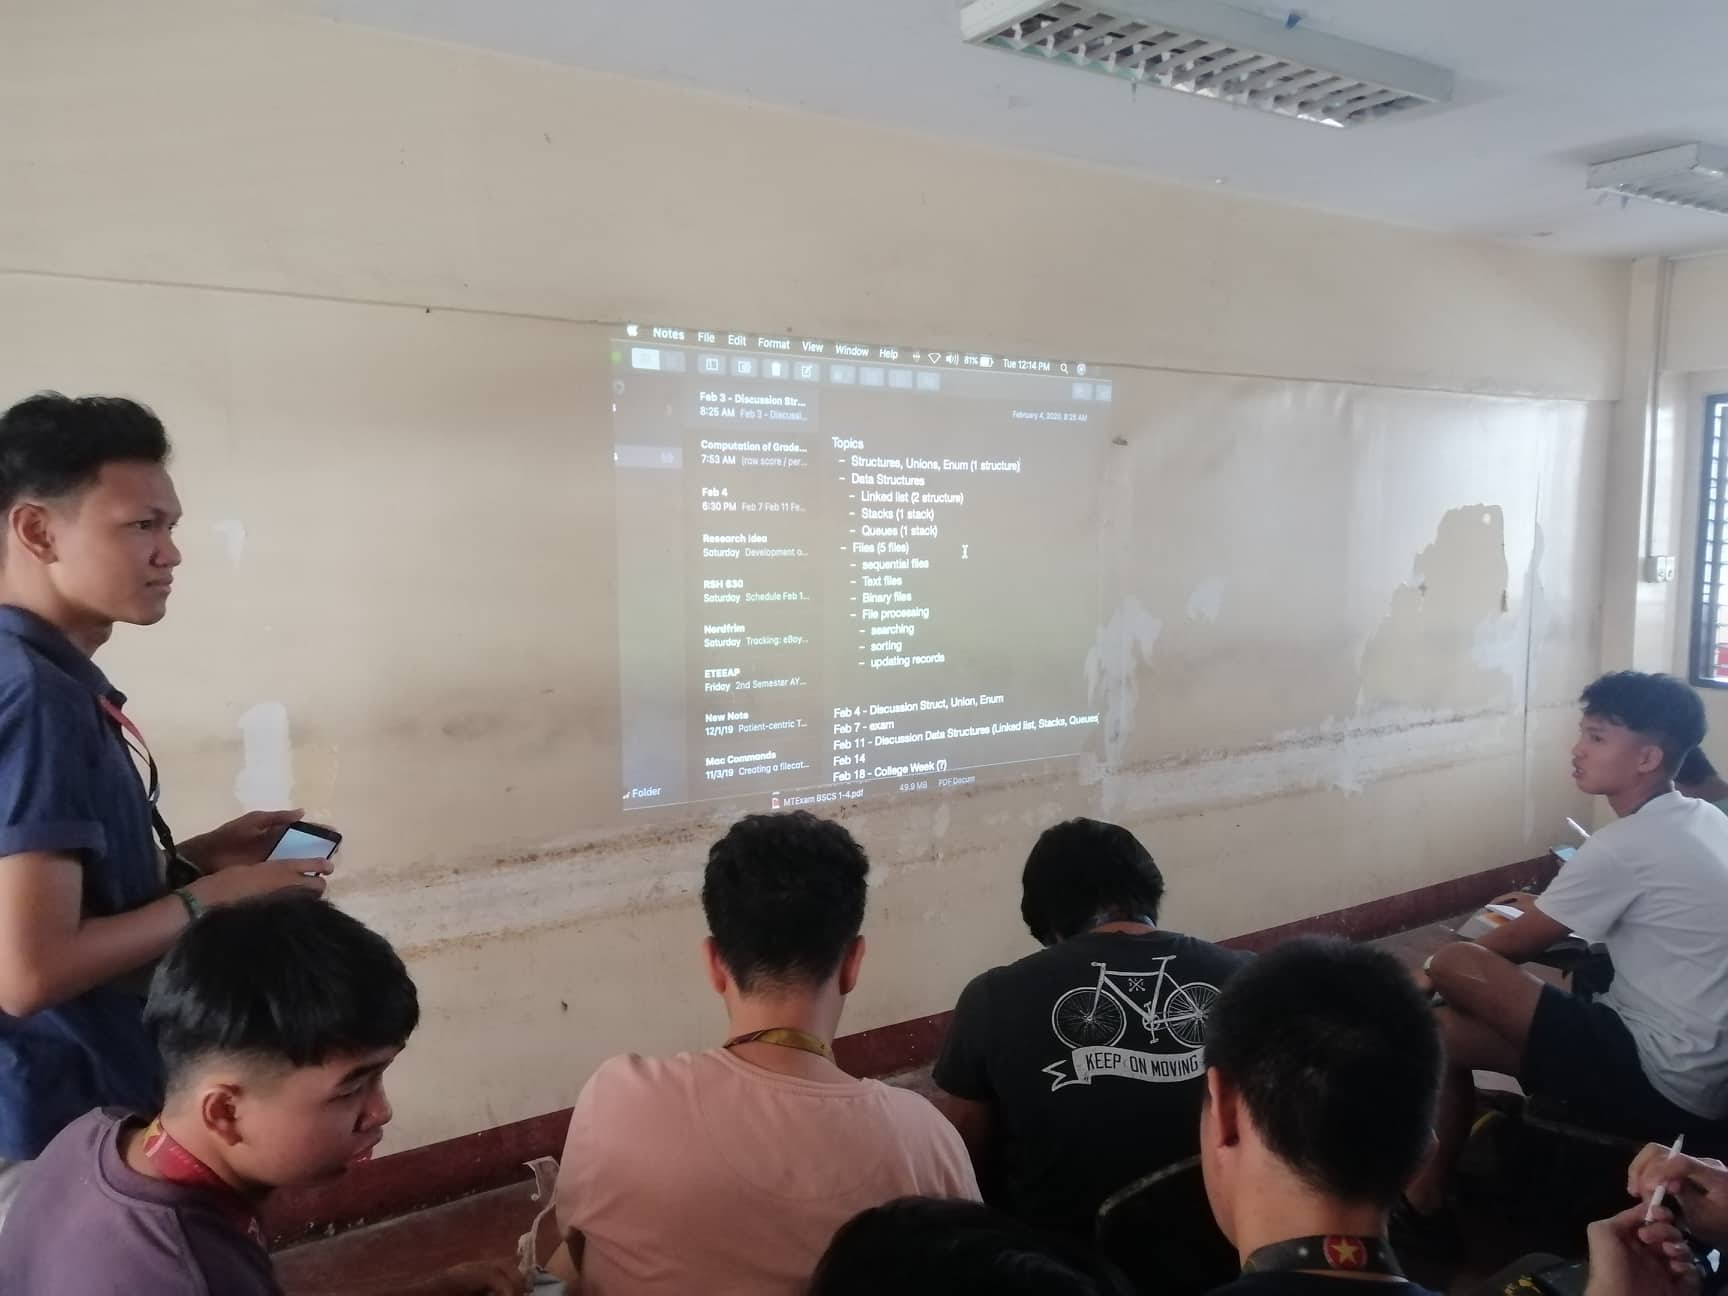 Notes File Edit Format View Window Help 81% Tue 12:14 PM
Feb 3 - Discussion Str...
8:25 AM Feb 3 - Discussi...
Computation of Grade...
7:53 AM (raw score / per...
Feb 4
6:30 PM Feb 7 Feb 11 Fe...
Research Idea
Saturday Development o...
RSH 630
Saturday Schedule Feb 1...
Nerdfrim
Saturday Tracking: eBay...
ETEEAP
Friday 2nd Semester AY...
New Note
12/1/19 Patient-centric T...
Mac Commands
11/3/19 Creating a filecat...
Folder
February 4, 2020, 8:25 AM
Topics
- Structures, Unions, Enum (1 structure)
- Data Structures
- Linked list (2 structure)
- Stacks (1 stack)
- Queues (1 stack)
- Files (5 files)
- sequential files
- Text files
- Binary files
- File processing
- searching
- sorting
- updating records
Feb 4 - Discussion Struct, Union, Enum
Feb 7 - exam
Feb 11 - Discussion Data Structures (Linked list, Stacks, Queues
Feb 14
Feb 18 - College Week (?)
MTExam BSCS 1-4.pdf 49.9 MB PDF Docum
KEEP ON MOVING